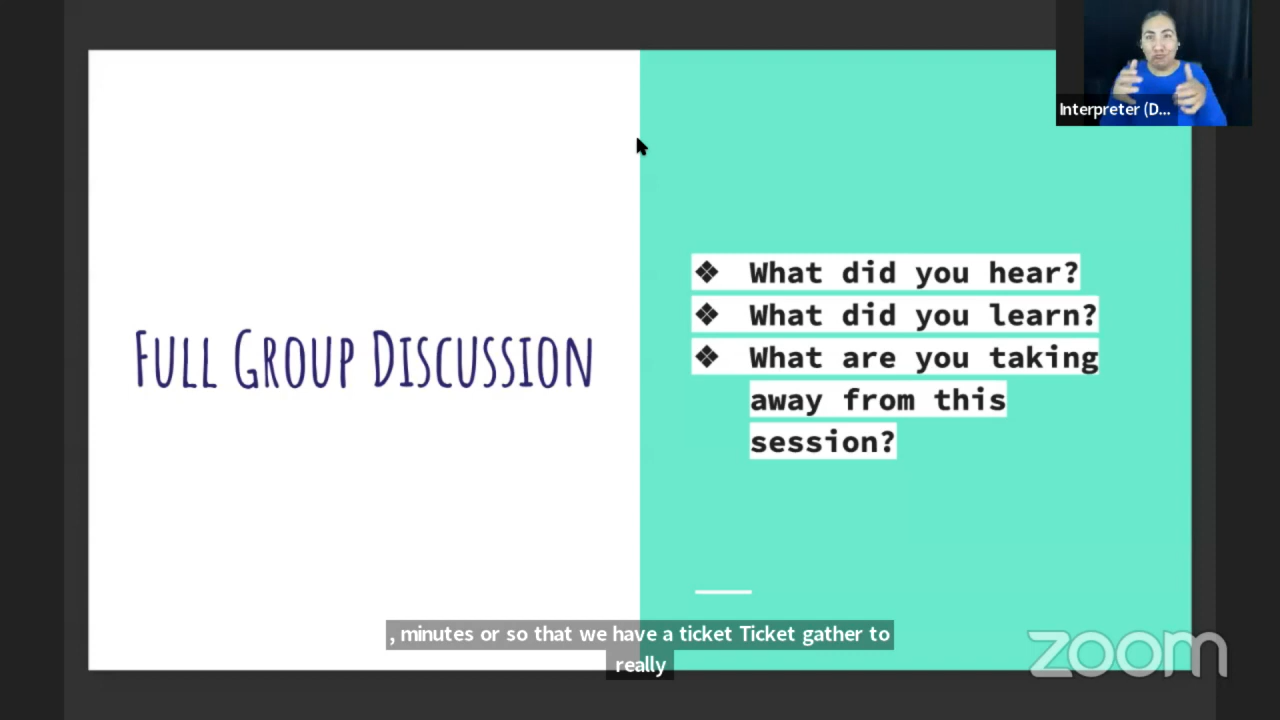 Interpreter (D...
Full Group Discussion
❖ What did you hear?
❖ What did you learn?
❖ What are you taking
away from this
session?
, minutes or so that we have a ticket Ticket gather to
really
zoom